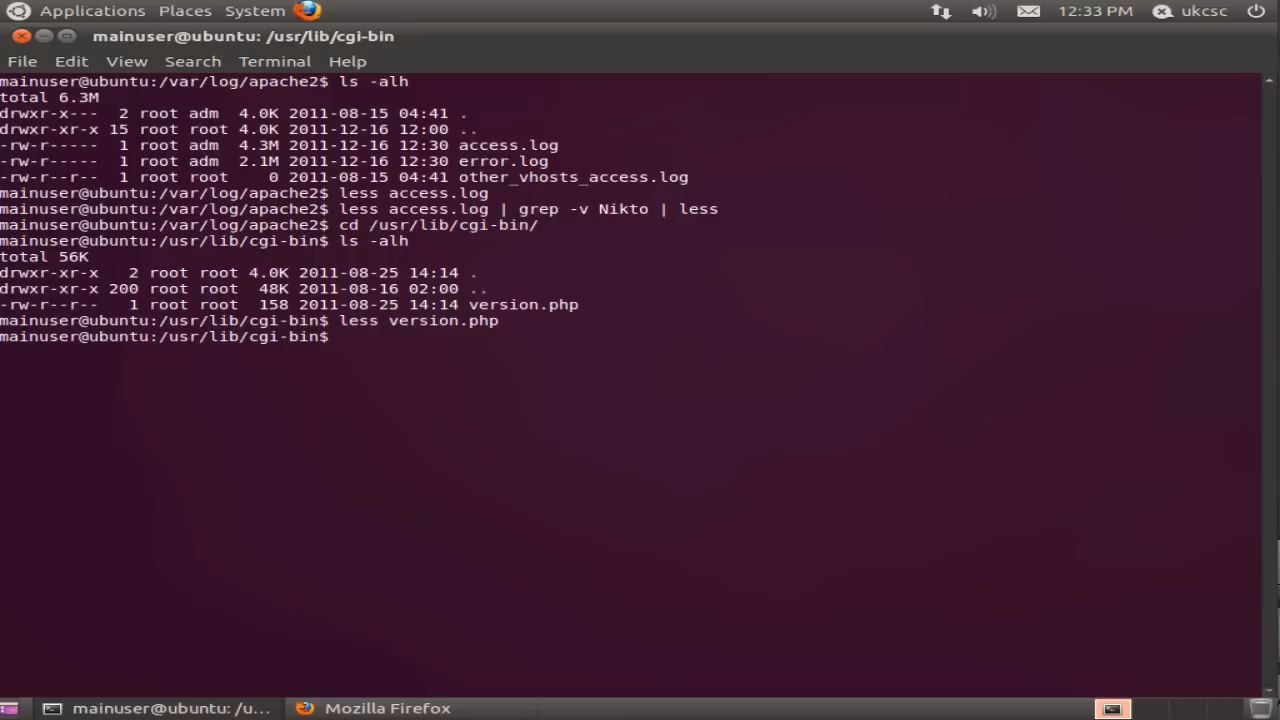 Applications Places System 12:33 PM ukcsc
mainuser@ubuntu: /usr/lib/cgi-bin
File Edit View Search Terminal Help
mainuser@ubuntu:/var/log/apache2$ ls -alh
total 6.3M
drwxr-x--- 2 root adm 4.0K 2011-08-15 04:41 .
drwxr-xr-x 15 root root 4.0K 2011-12-16 12:00 ..
-rw-r----- 1 root adm 4.3M 2011-12-16 12:30 access.log
-rw-r----- 1 root adm 2.1M 2011-12-16 12:30 error.log
-rw-r--r-- 1 root root 0 2011-08-15 04:41 other_vhosts_access.log
mainuser@ubuntu:/var/log/apache2$ less access.log
mainuser@ubuntu:/var/log/apache2$ less access.log | grep -v Nikto | less
mainuser@ubuntu:/var/log/apache2$ cd /usr/lib/cgi-bin/
mainuser@ubuntu:/usr/lib/cgi-bin$ ls -alh
total 56K
drwxr-xr-x 2 root root 4.0K 2011-08-25 14:14 .
drwxr-xr-x 200 root root 48K 2011-08-16 02:00 ..
-rw-r--r-- 1 root root 158 2011-08-25 14:14 version.php
mainuser@ubuntu:/usr/lib/cgi-bin$ less version.php
mainuser@ubuntu:/usr/lib/cgi-bin$
mainuser@ubuntu: /u... Mozilla Firefox